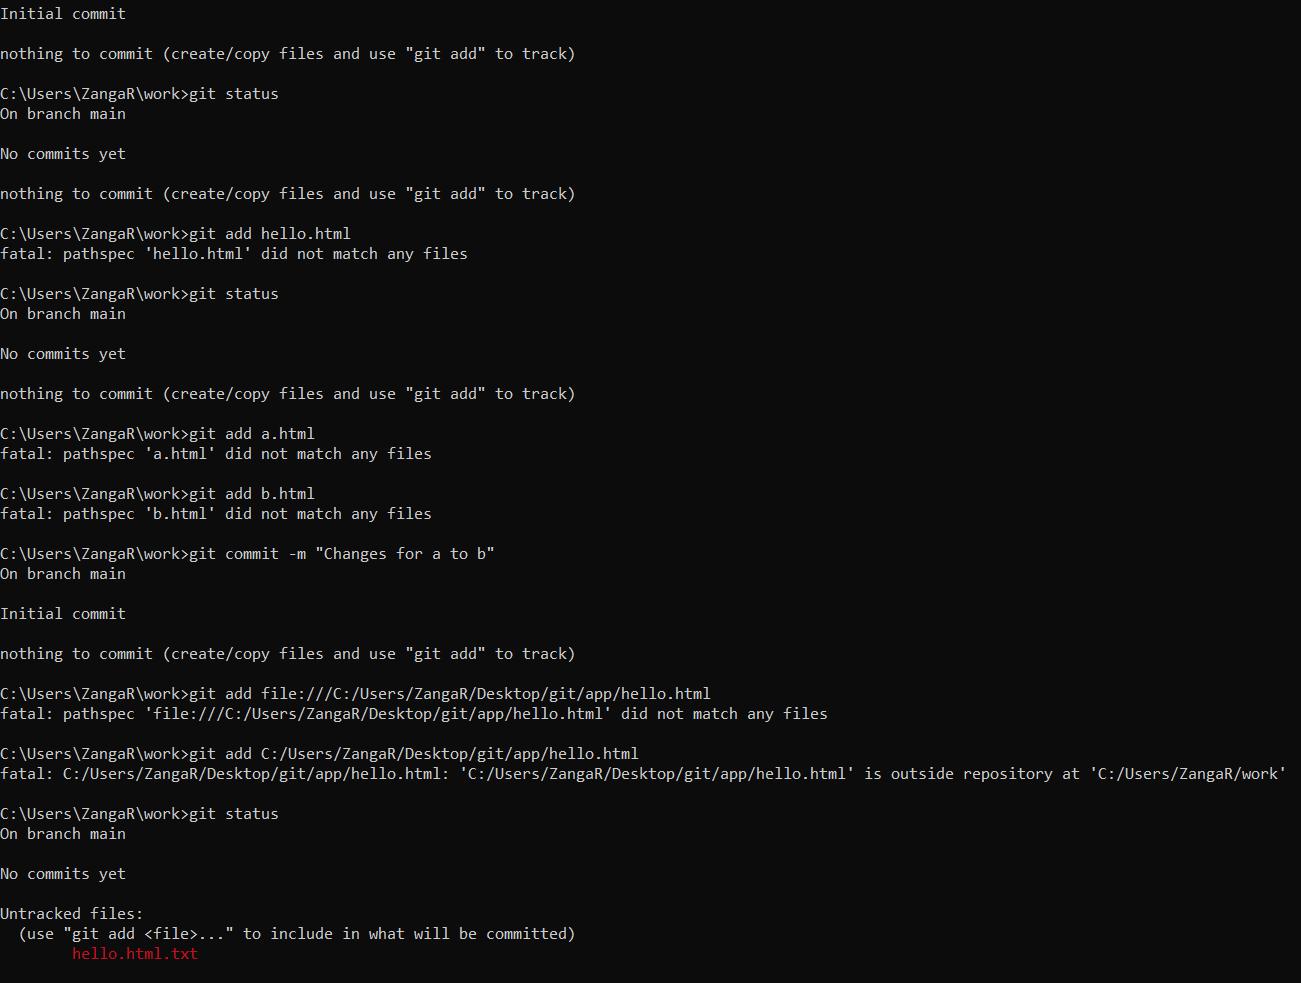 Initial commit
nothing to commit (create/copy files and use "git add" to track)
C:\Users\ZangaR\work>git status
On branch main
No commits yet
nothing to commit (create/copy files and use "git add" to track)
C:\Users\ZangaR\work>git add hello.html
fatal: pathspec 'hello.html' did not match any files
C:\Users\ZangaR\work>git status
On branch main
No commits yet
nothing to commit (create/copy files and use "git add" to track)
C:\Users\ZangaR\work>git add a.html
fatal: pathspec 'a.html' did not match any files
C:\Users\ZangaR\work>git add b.html
fatal: pathspec 'b.html' did not match any files
C:\Users\ZangaR\work>git commit -m "Changes for a to b"
On branch main
Initial commit
nothing to commit (create/copy files and use "git add" to track)
C:\Users\ZangaR\work>git add file:///C:/Users/ZangaR/Desktop/git/app/hello.html
fatal: pathspec 'file:///C:/Users/ZangaR/Desktop/git/app/hello.html' did not match any files
C:\Users\ZangaR\work>git add C:/Users/ZangaR/Desktop/git/app/hello.html
fatal: C:/Users/ZangaR/Desktop/git/app/hello.html: 'C:/Users/ZangaR/Desktop/git/app/hello.html' is outside repository at 'C:/Users/ZangaR/work'
C:\Users\ZangaR\work>git status
On branch main
No commits yet
Untracked files:
  (use "git add <file>..." to include in what will be committed)
        hello.html.txt